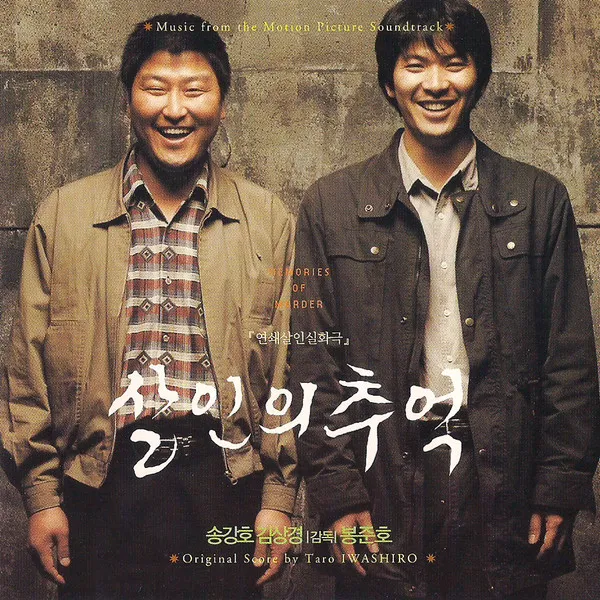 ★Music from the Motion Picture Soundtrack★
MEMORIES
OF
MURDER
『연쇄살인실화극』
살인의추억
송강호 김상경 |감독| 봉준호
★Original Score by Taro IWASHIRO ★